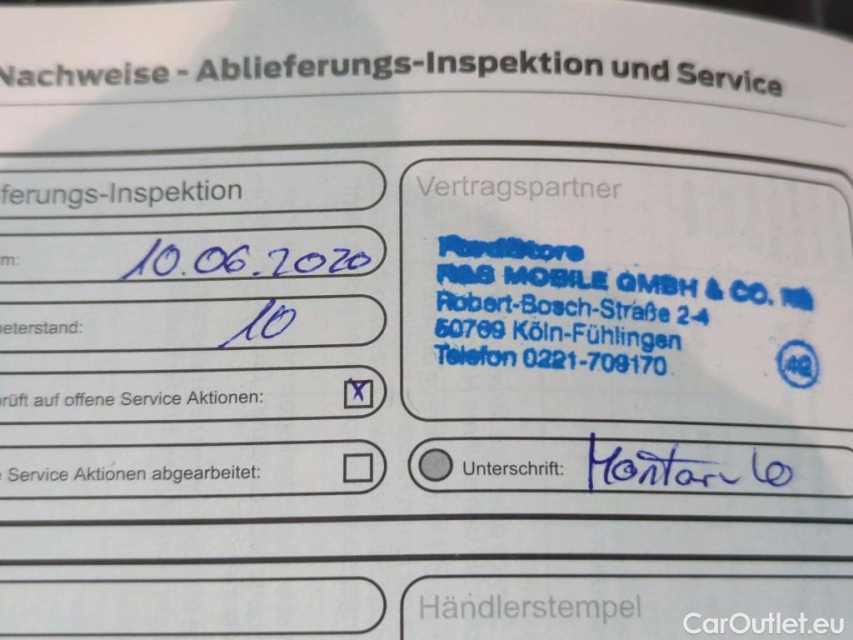 Nachweise - Ablieferungs-Inspektion und Service
ferungs-Inspektion
m: 10.06.2020
eterstand: 10
rüft auf offene Service Aktionen: x
e Service Aktionen abgearbeitet:
Vertragspartner
FordStore
R&S MOBILE GMBH & CO. KG
Robert-Bosch-Straße 2-4
50769 Köln-Fühlingen
Telefon 0221-709170
42
Unterschrift:
Händlerstempel
CarOutlet.eu